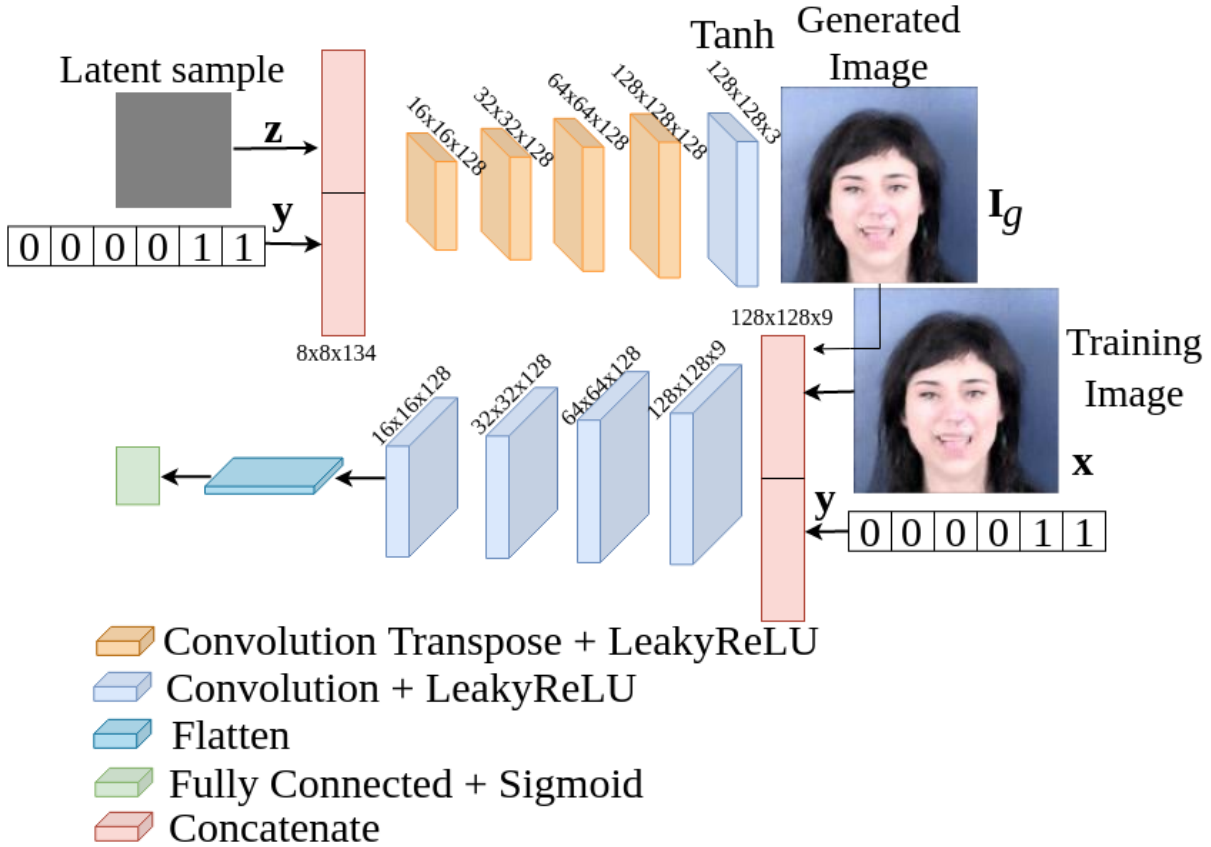 Latent sample
z
y
0 0 0 0 1 1
8x8x134
16x16x128
32x32x128
64x64x128
128x128x128
Tanh
128x128x3
Generated
Image
I_g
128x128x9
Training
Image
x
y
0 0 0 0 1 1
16x16x128
32x32x128
64x64x128
128x128x9
Convolution Transpose + LeakyReLU
Convolution + LeakyReLU
Flatten
Fully Connected + Sigmoid
Concatenate